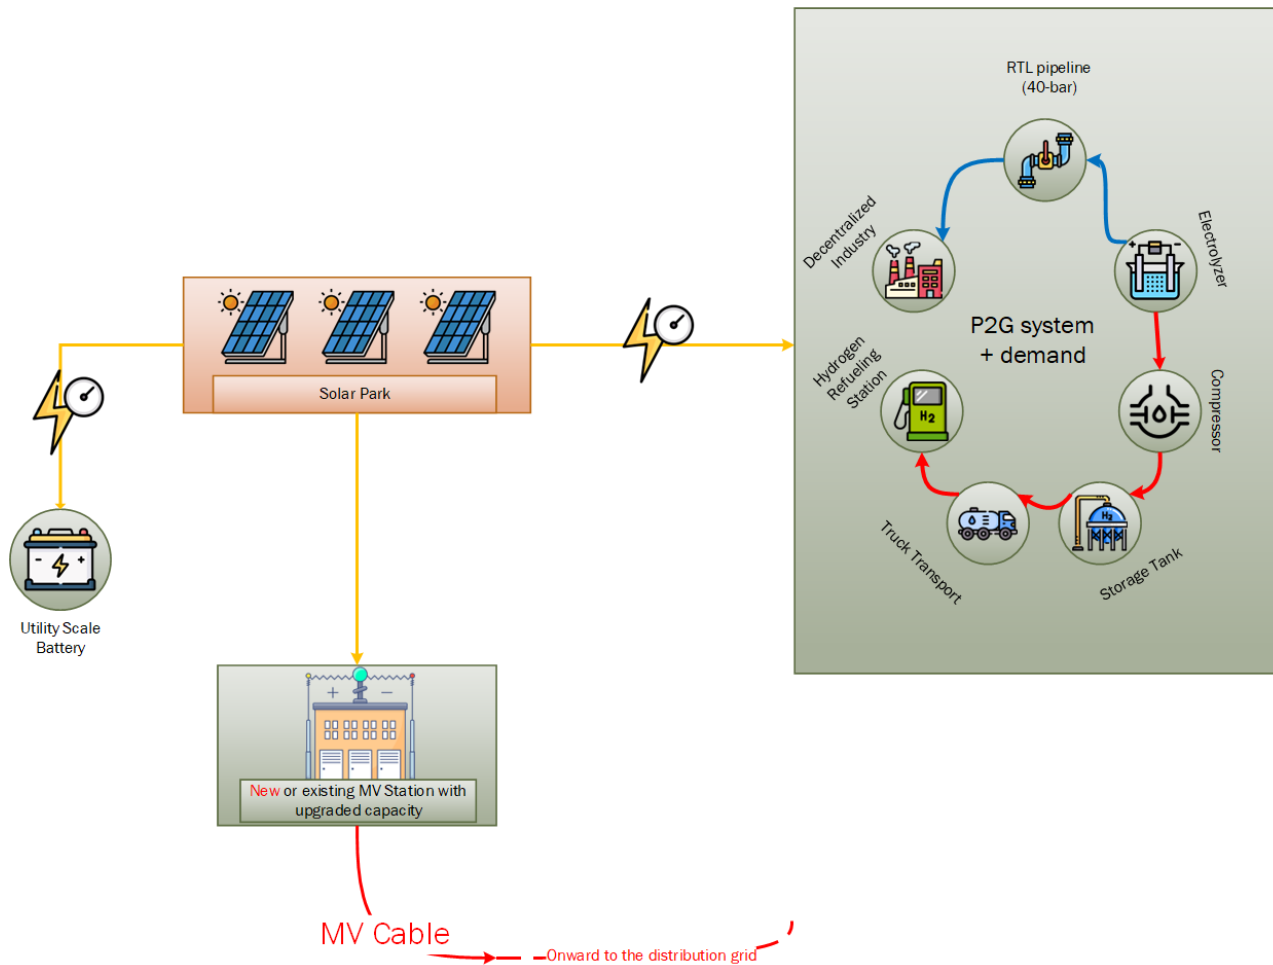 RTL pipeline
(40-bar)
Decentralized
Industry
Electrolyzer
P2G system
+ demand
Hydrogen
Refueling
Station
H2
Compressor
H2
Truck Transport
Storage Tank
Solar Park
Utility Scale
Battery
New or existing MV Station with
upgraded capacity
MV Cable
Onward to the distribution grid